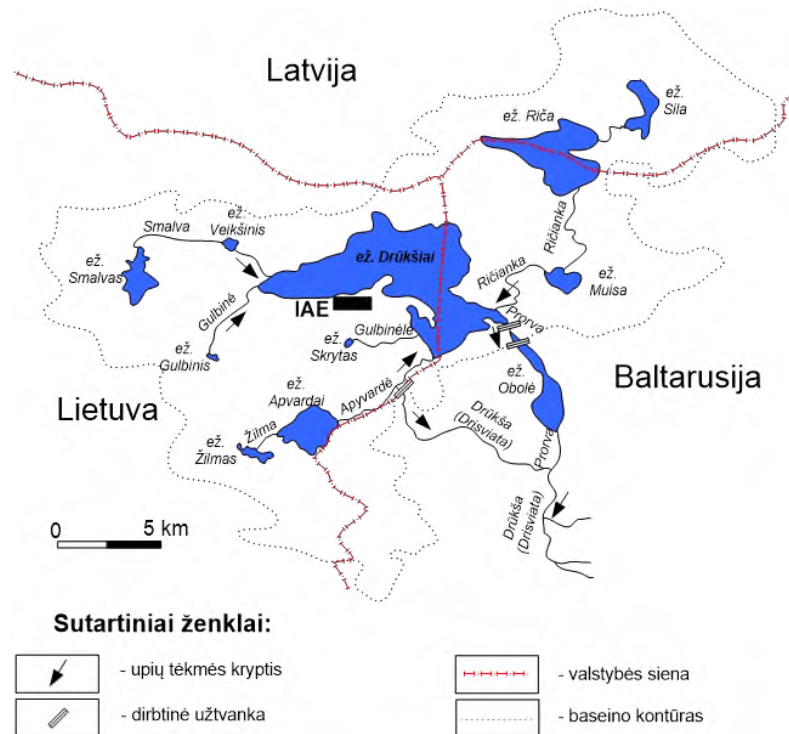 Latvija
ež. Riča
ež.
Sila
Smalva
ež.
Veikšinis
ež.
Smalvas
ež. Drūkšiai
Ričianka
Ričianka
ež.
Muisa
Gulbinė
IAE
Prorva
Gulbinėlė
ež.
Skrytas
ež.
Gulbinis
ež.
Obolė
Baltarusija
Lietuva
ež.
Apvardai
Apyvardė
Drūkša
(Drisviata)
Žilma
ež.
Žilmas
Prorva
Drūkša
(Drisviata)
0 5 km
Sutartiniai ženklai:
- upių tėkmės kryptis
- valstybės siena
- dirbtinė užtvanka
- baseino kontūras